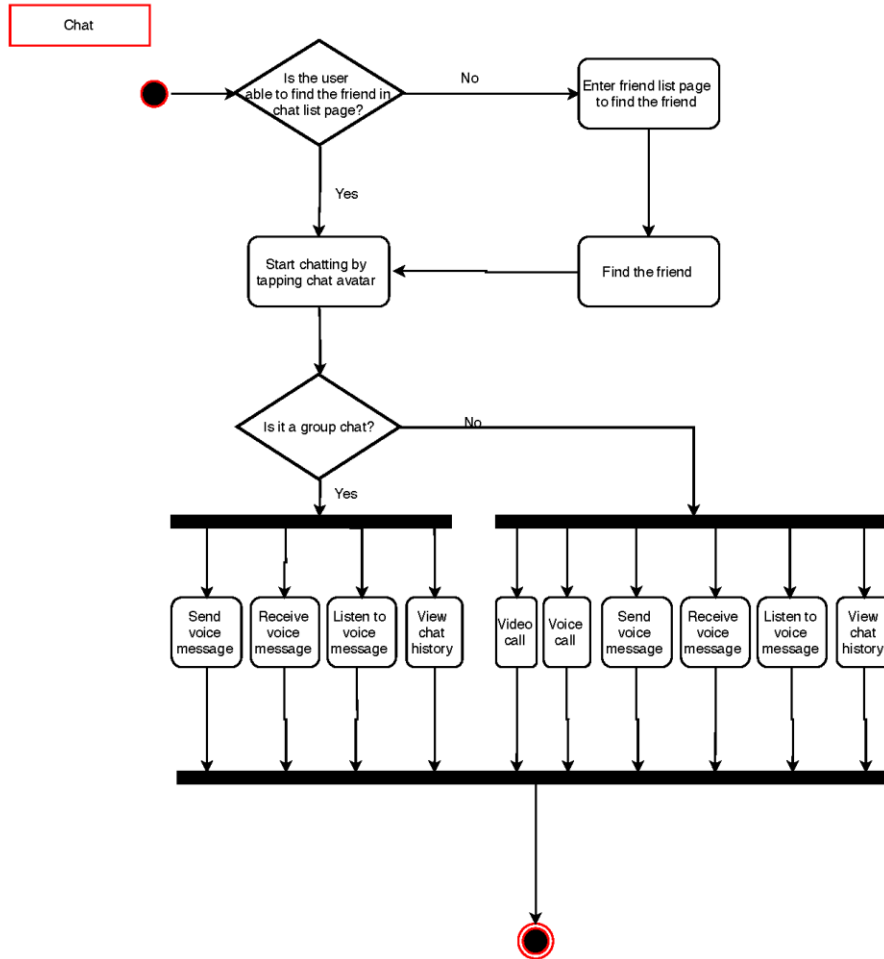 Chat
Is the user
able to find the friend in
chat list page?
No
Enter friend list page
to find the friend
Yes
Start chatting by
tapping chat avatar
Find the friend
Is it a group chat?
No
Yes
Send
voice
message
Receive
voice
message
Listen to
voice
message
View
chat
history
Video
call
Voice
call
Send
voice
message
Receive
voice
message
Listen to
voice
message
View
chat
history